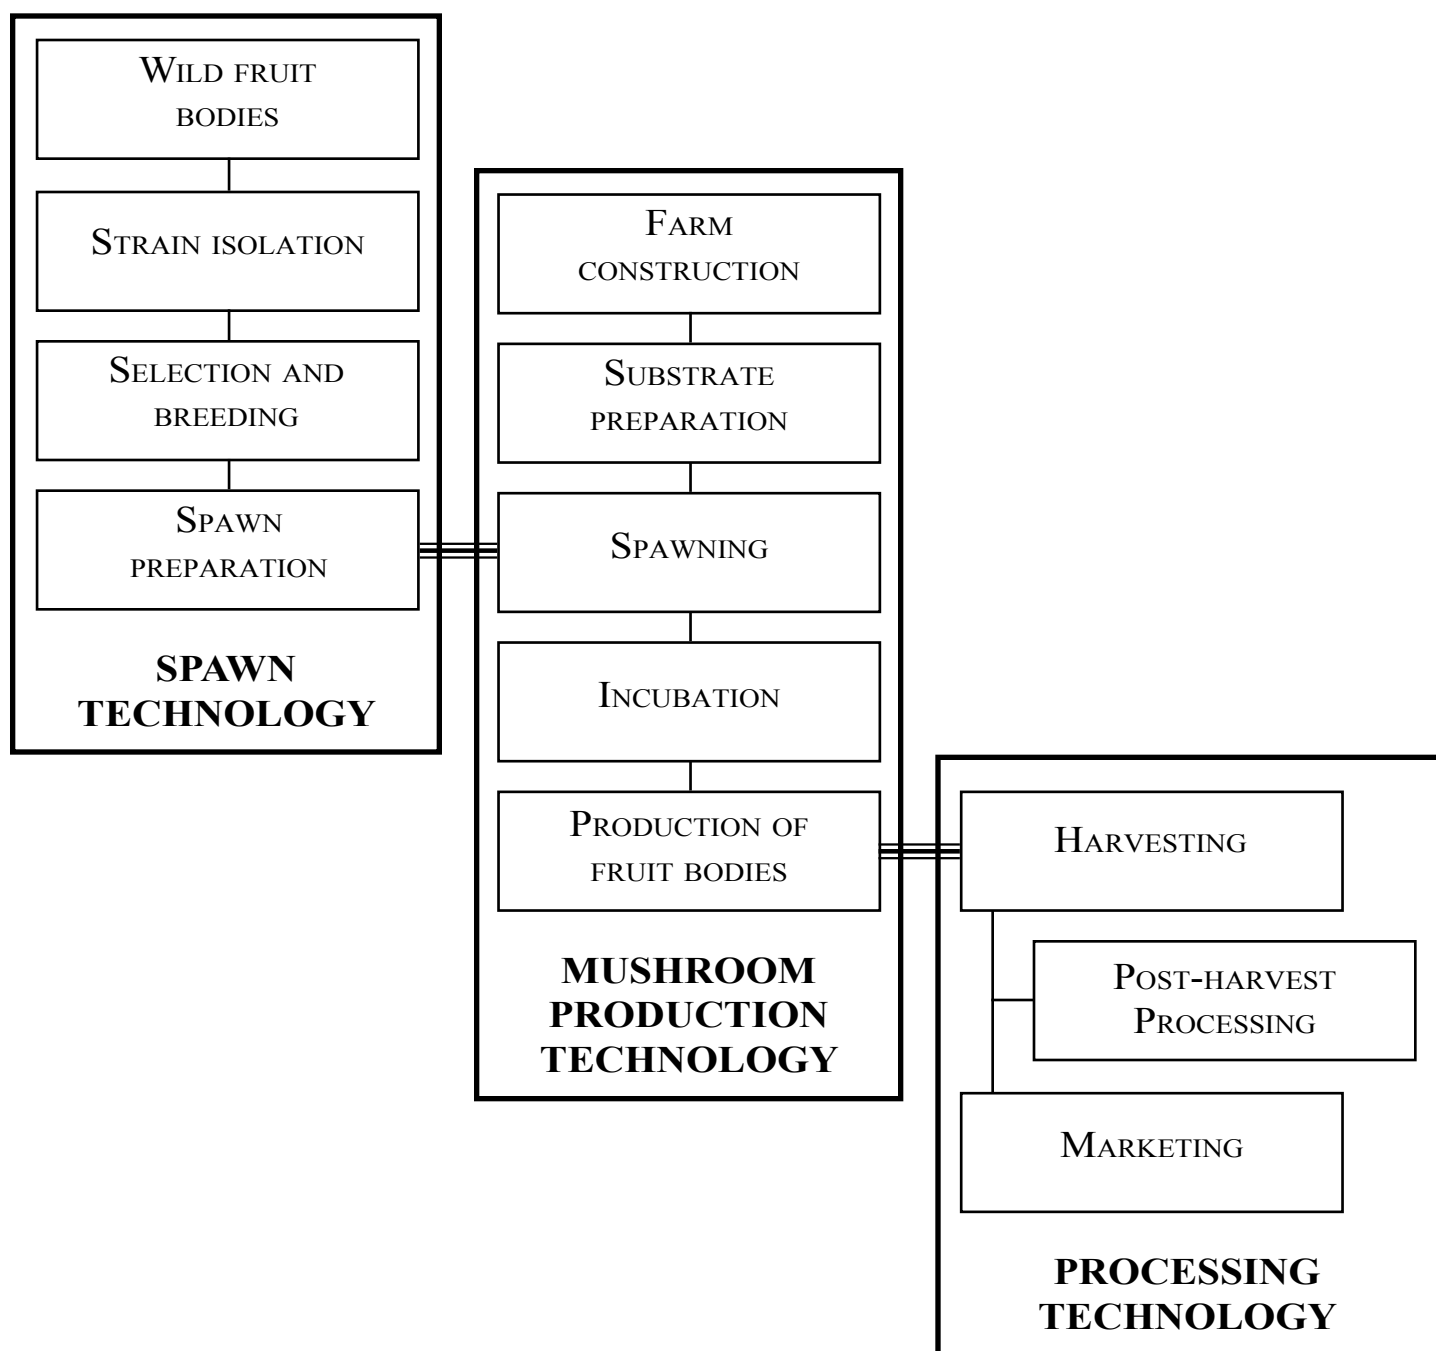 Wild fruit
bodies
Strain isolation
Selection and
breeding
Spawn
preparation
SPAWN
TECHNOLOGY
Farm
construction
Substrate
preparation
Spawning
Incubation
Production of
fruit bodies
MUSHROOM
PRODUCTION
TECHNOLOGY
Harvesting
Post-harvest
Processing
Marketing
PROCESSING
TECHNOLOGY